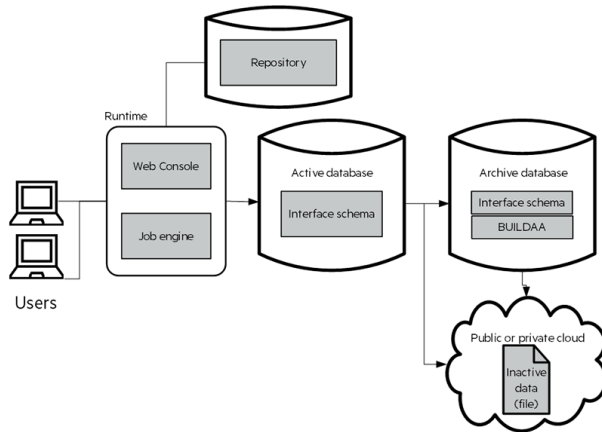 Repository
Runtime
Web Console
Job engine
Users
Active database
Interface schema
Archive database
Interface schema
BUILDAA
Public or private cloud
Inactive
data
(file)